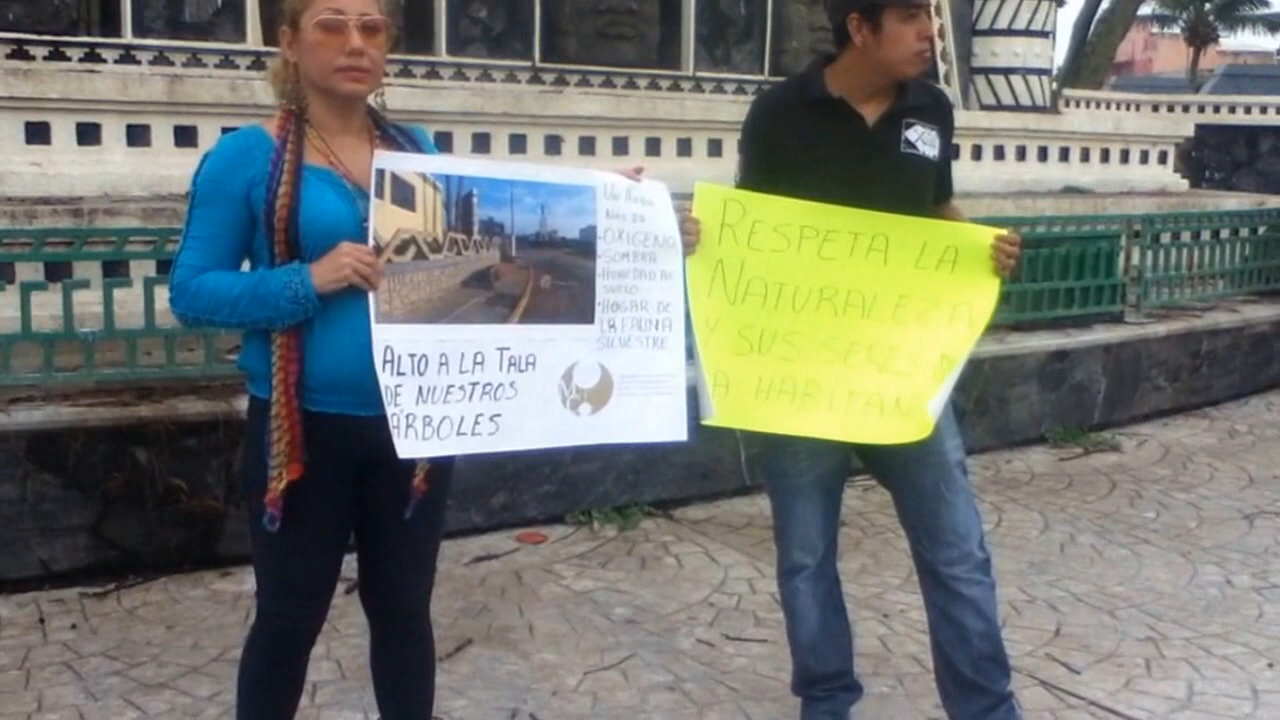 UN ÁRBOL
NOS DA
·OXIGENO
·SOMBRA
·HUMEDAD AL
SUELO
·HOGAR DE
LA FAUNA
SILVESTRE
ALTO A LA TALA
DE NUESTROS
ÁRBOLES
RESPETA LA
NATURALEZA
Y SUS SERES
HABITAN